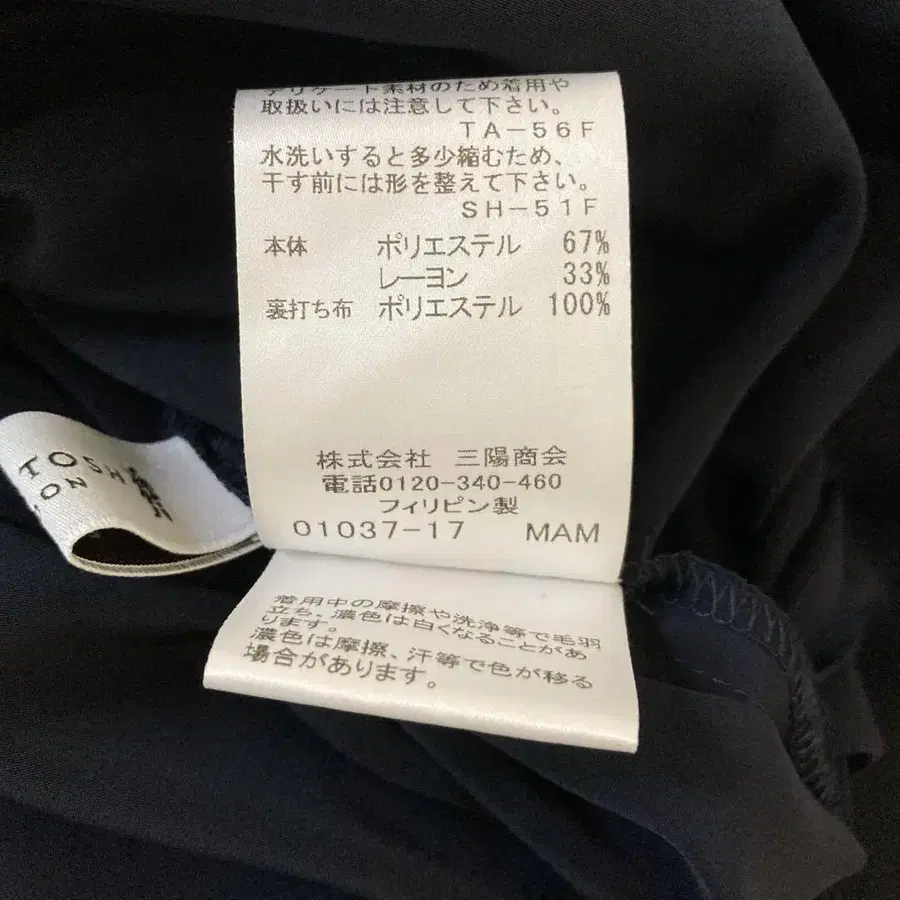 デリケート素材のため着用や
取扱いには注意して下さい。
TA-56F
水洗いすると多少縮むため、
干す前には形を整えて下さい。
SH-51F
本体 ポリエステル 67%
レーヨン 33%
裏打ち布 ポリエステル 100%
株式会社 三陽商会
電話0120-340-460
フィリピン製
01037-17 MAM
着用中の摩擦や洗浄等で毛羽
立ち、濃色は白くなることがあ
ります。
濃色は摩擦、汗等で色が移る
場合があります。
TOSH
ON